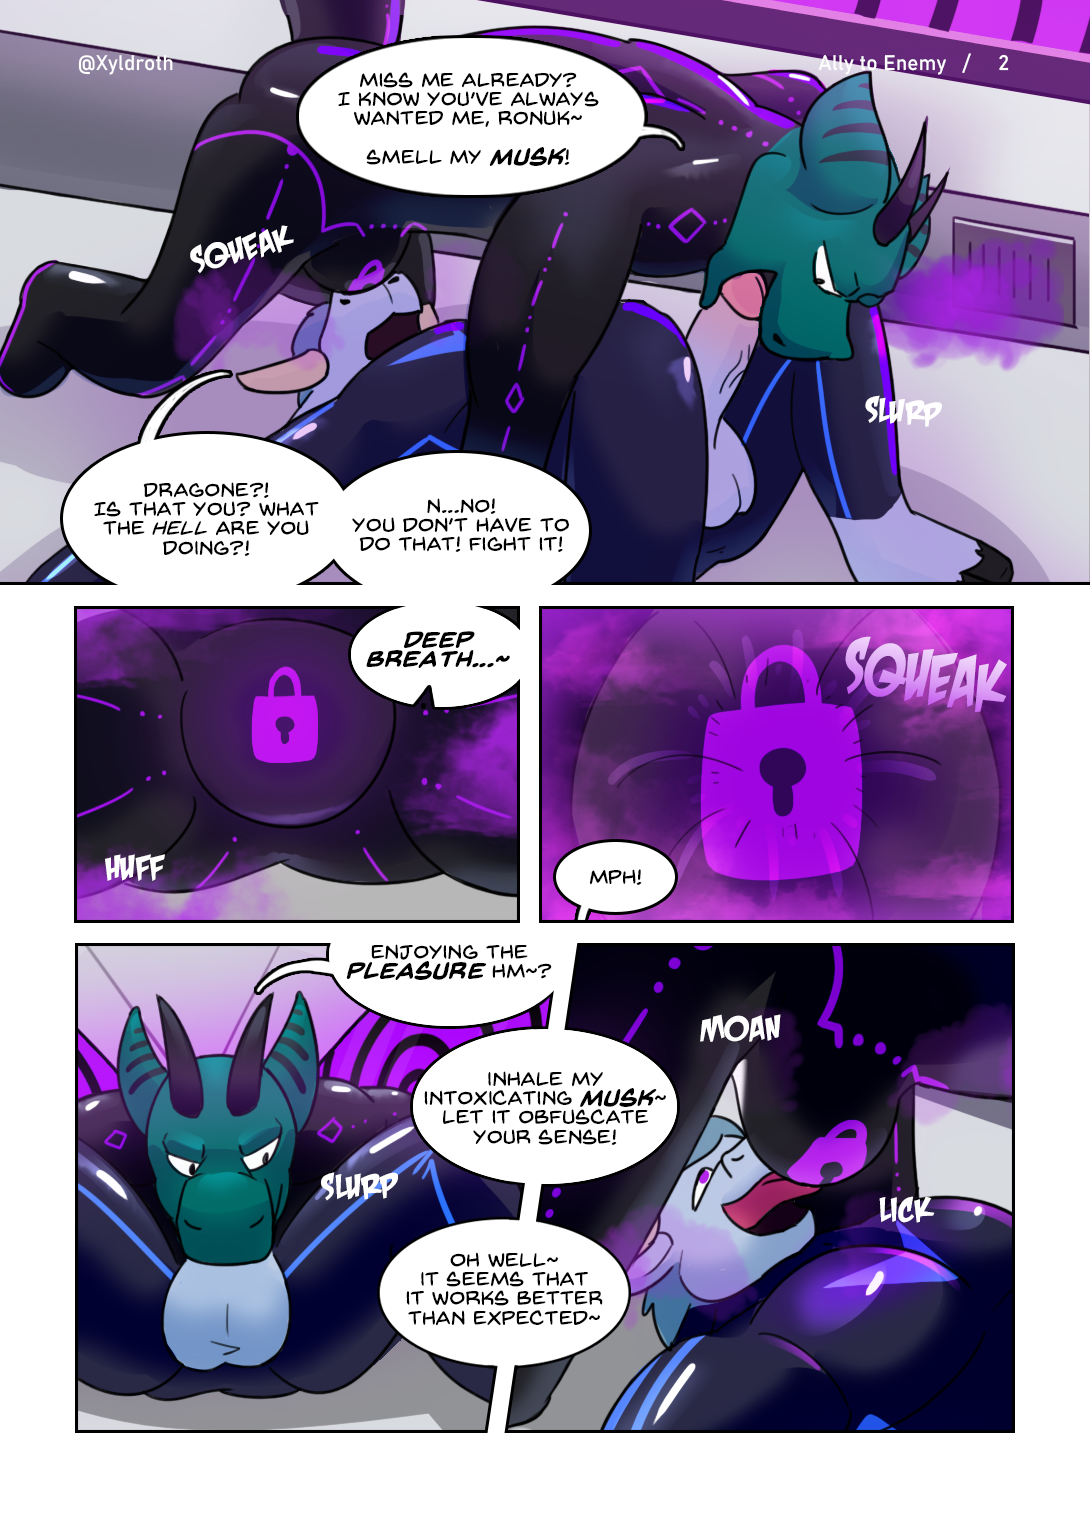 @Xyldroth
Ally to Enemy / 2
MISS ME ALREADY?
I KNOW YOU'VE ALWAYS
WANTED ME, RONUK~
SMELL MY MUSK!
SQUEAK
SLURP
DRAGONE?!
IS THAT YOU? WHAT
THE HELL ARE YOU
DOING?!
N...NO!
YOU DON'T HAVE TO
DO THAT! FIGHT IT!
DEEP
BREATH...~
HUFF
SQUEAK
MPH!
ENJOYING THE
PLEASURE HM~?
INHALE MY
INTOXICATING MUSK~
LET IT OBFUSCATE
YOUR SENSE!
SLURP
OH WELL~
IT SEEMS THAT
IT WORKS BETTER
THAN EXPECTED~
MOAN
LICK